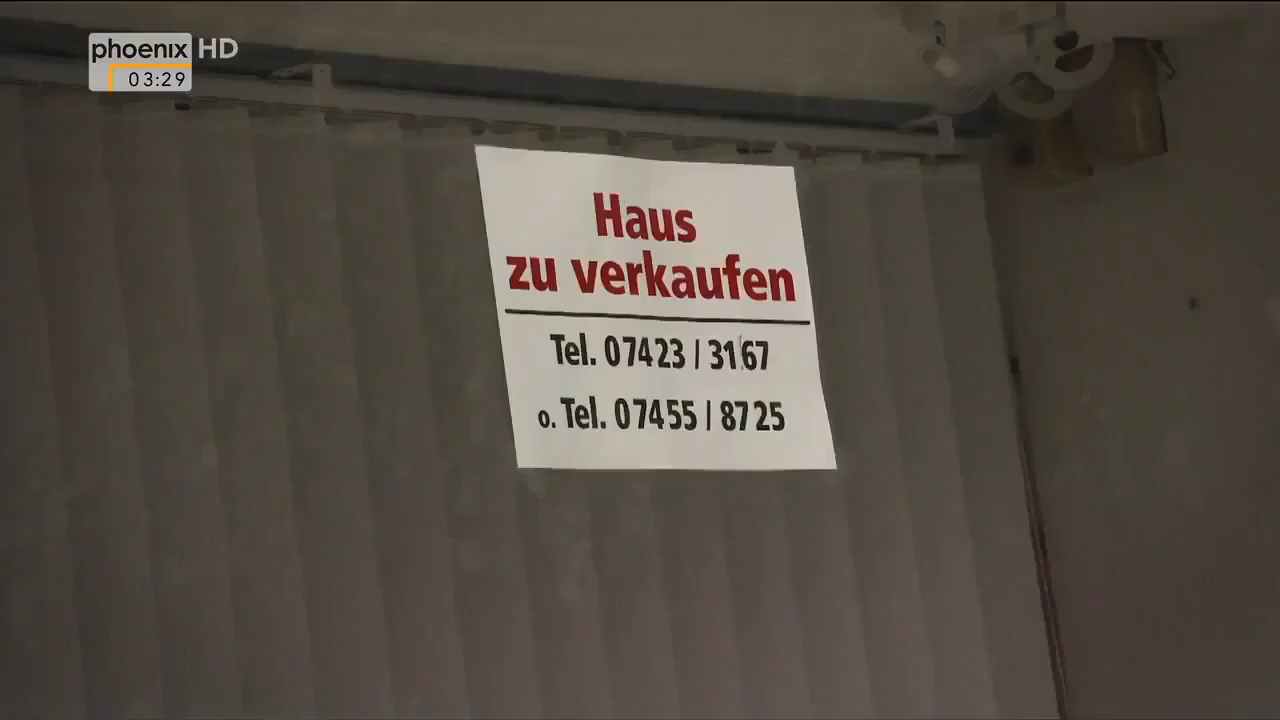 phoenix HD
03:29
Haus
zu verkaufen
Tel. 07423 / 3167
o. Tel. 07455 / 8725